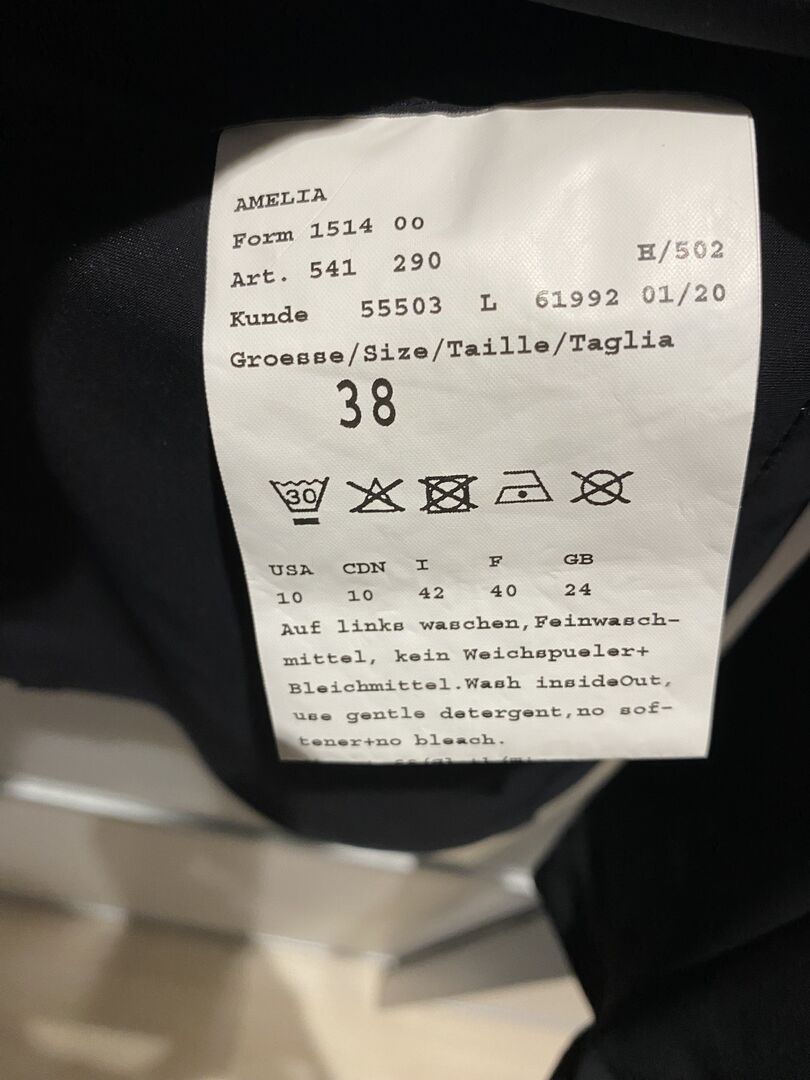 AMELIA
Form 1514 00
Art. 541 290 H/502
Kunde 55503 L 61992 01/20
Groesse/Size/Taille/Taglia
38
30
USA CDN I F GB
10 10 42 40 24
Auf links waschen,Feinwasch-
mittel, kein Weichspueler+
Bleichmittel.Wash insideOut,
use gentle detergent,no sof-
tener+no bleach.